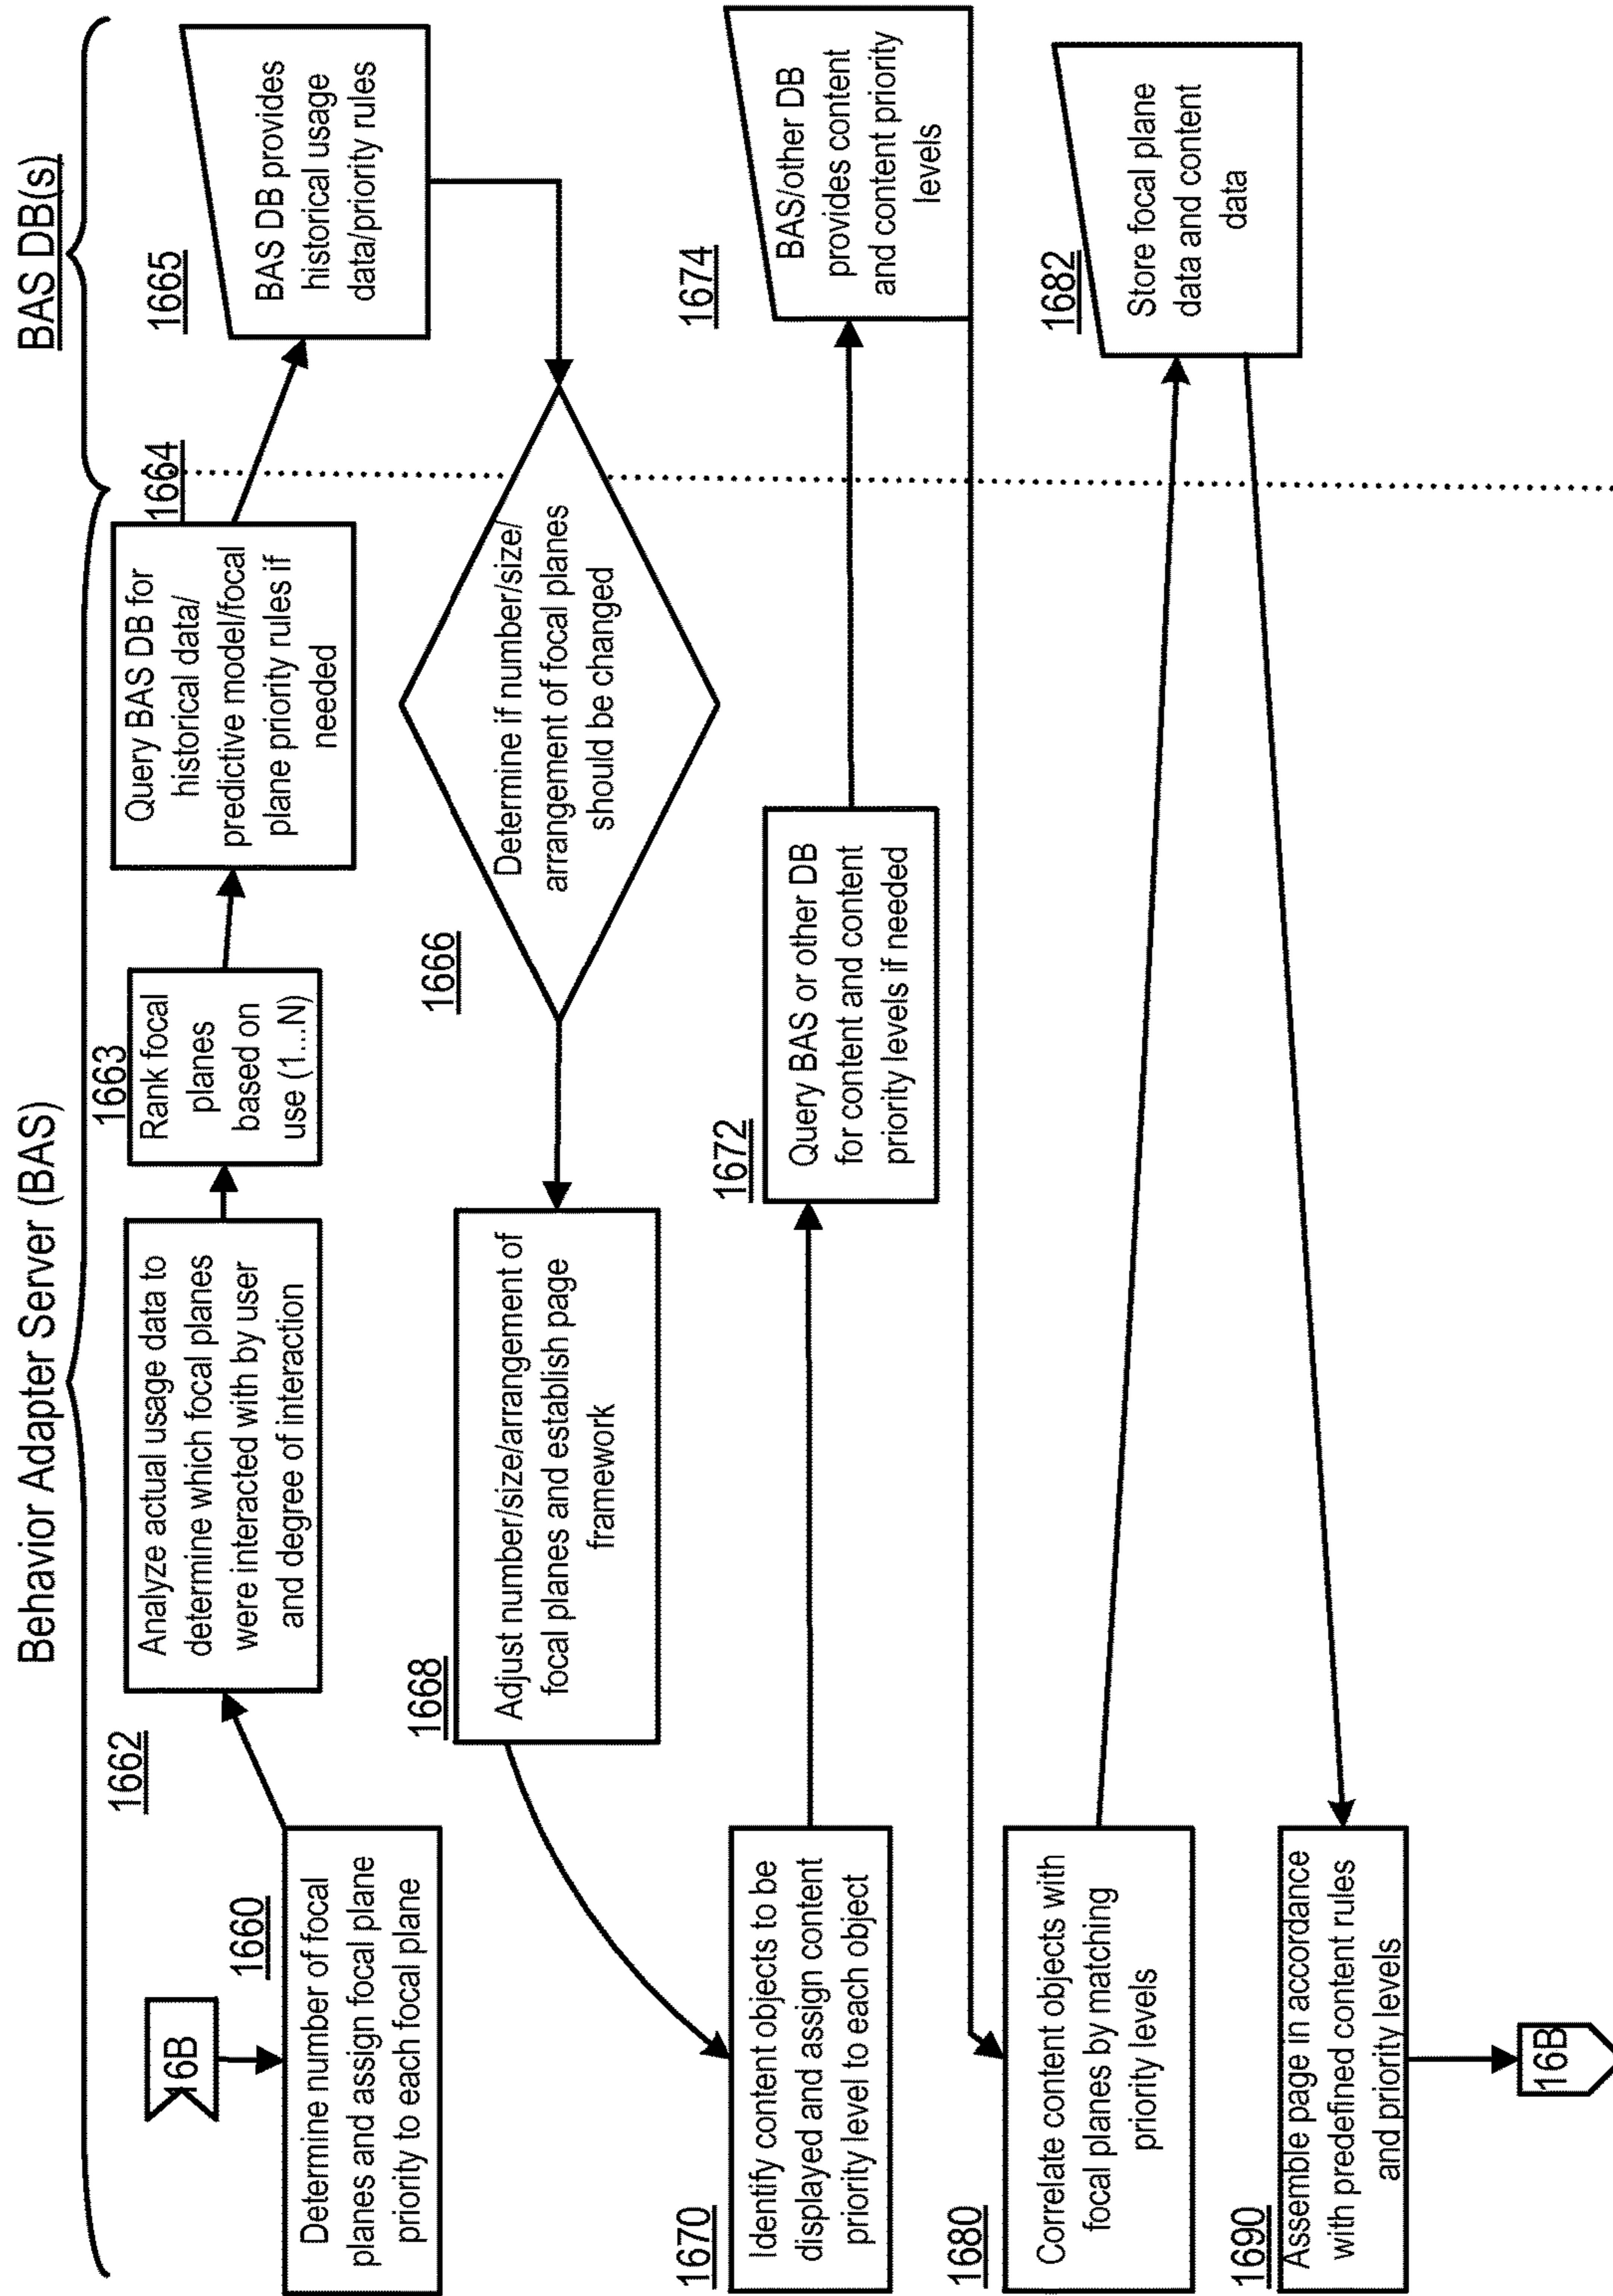 Behavior Adapter Server (BAS)
BAS DB(s)
16B
1660
Determine number of focal
planes and assign focal plane
priority to each focal plane
1662
Analyze actual usage data to
determine which focal planes
were interacted with by user
and degree of interaction
1663
Rank focal
planes
based on
use (1...N)
1664
Query BAS DB for
historical data/
predictive model/focal
plane priority rules if
needed
1665
BAS DB provides
historical usage
data/priority rules
1666
Determine if number/size/
arrangement of focal planes
should be changed
1668
Adjust number/size/arrangement of
focal planes and establish page
framework
1670
Identify content objects to be
displayed and assign content
priority level to each object
1672
Query BAS or other DB
for content and content
priority levels if needed
1674
BAS/other DB
provides content
and content priority
levels
1680
Correlate content objects with
focal planes by matching
priority levels
1682
Store focal plane
data and content
data
1690
Assemble page in accordance
with predefined content rules
and priority levels
16B